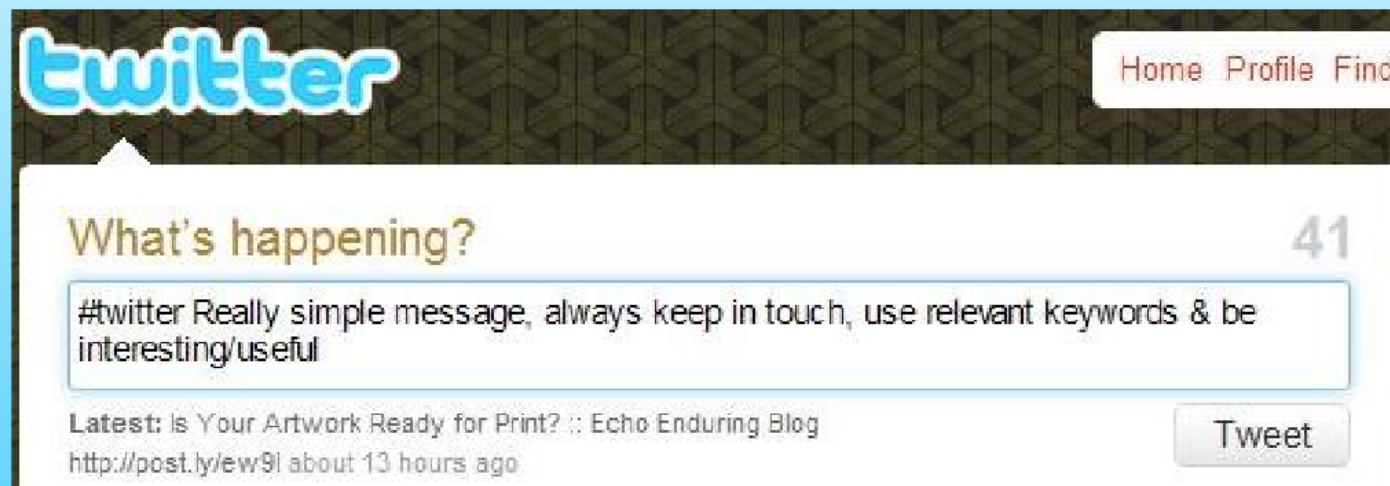 twitter
Home Profile Find
What's happening?
41
#twitter Really simple message, always keep in touch, use relevant keywords & be
interesting/useful
Latest: Is Your Artwork Ready for Print? :: Echo Enduring Blog
http://post.ly/ew9l about 13 hours ago
Tweet